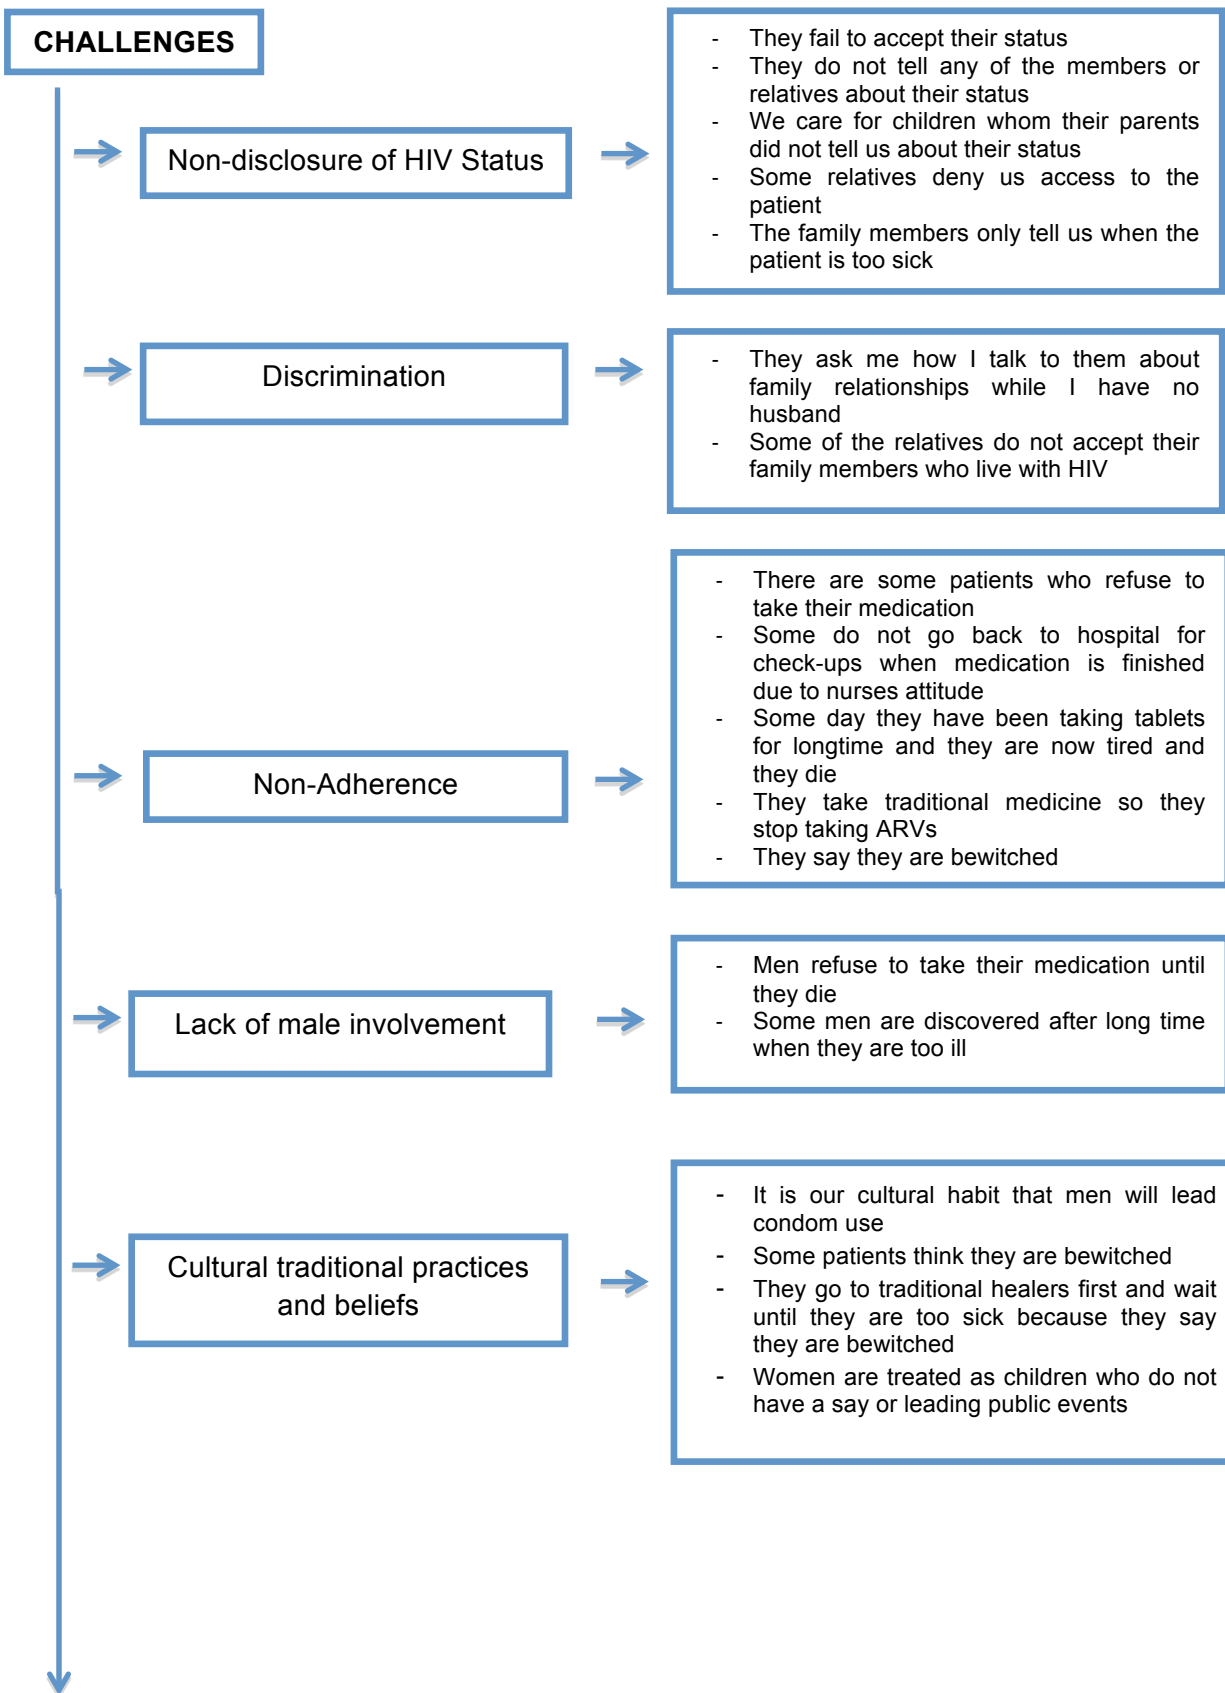 CHALLENGES
Non-disclosure of HIV Status
- They fail to accept their status
- They do not tell any of the members or
relatives about their status
- We care for children whom their parents
did not tell us about their status
- Some relatives deny us access to the
patient
- The family members only tell us when the
patient is too sick
Discrimination
- They ask me how I talk to them about
family relationships while I have no
husband
- Some of the relatives do not accept their
family members who live with HIV
Non-Adherence
- There are some patients who refuse to
take their medication
- Some do not go back to hospital for
check-ups when medication is finished
due to nurses attitude
- Some day they have been taking tablets
for longtime and they are now tired and
they die
- They take traditional medicine so they
stop taking ARVs
- They say they are bewitched
Lack of male involvement
- Men refuse to take their medication until
they die
- Some men are discovered after long time
when they are too ill
Cultural traditional practices
and beliefs
- It is our cultural habit that men will lead
condom use
- Some patients think they are bewitched
- They go to traditional healers first and wait
until they are too sick because they say
they are bewitched
- Women are treated as children who do not
have a say or leading public events